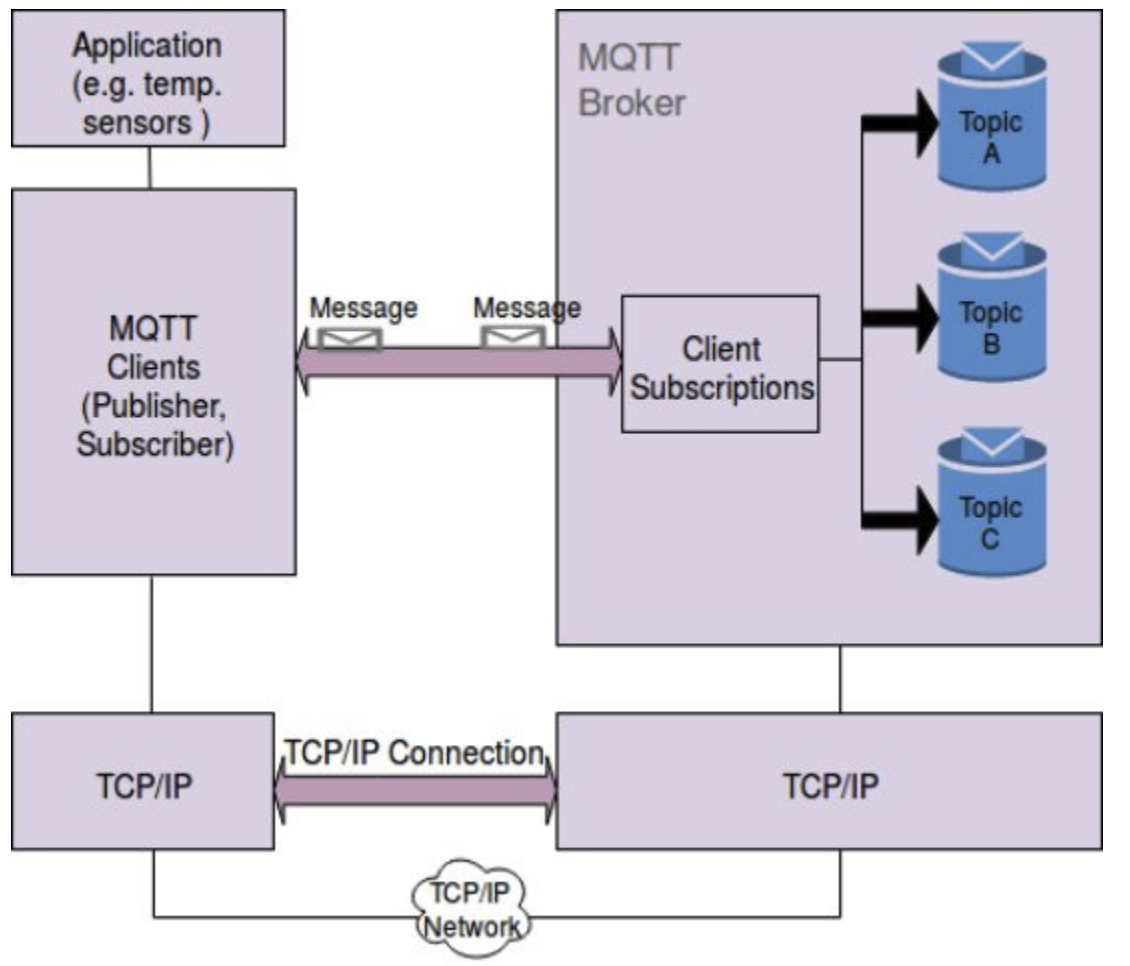 Application
(e.g. temp.
sensors )
MQTT
Broker
Topic
A
MQTT
Clients
(Publisher,
Subscriber)
Message
Message
Client
Subscriptions
Topic
B
Topic
C
TCP/IP
TCP/IP Connection
TCP/IP
TCP/IP
Network